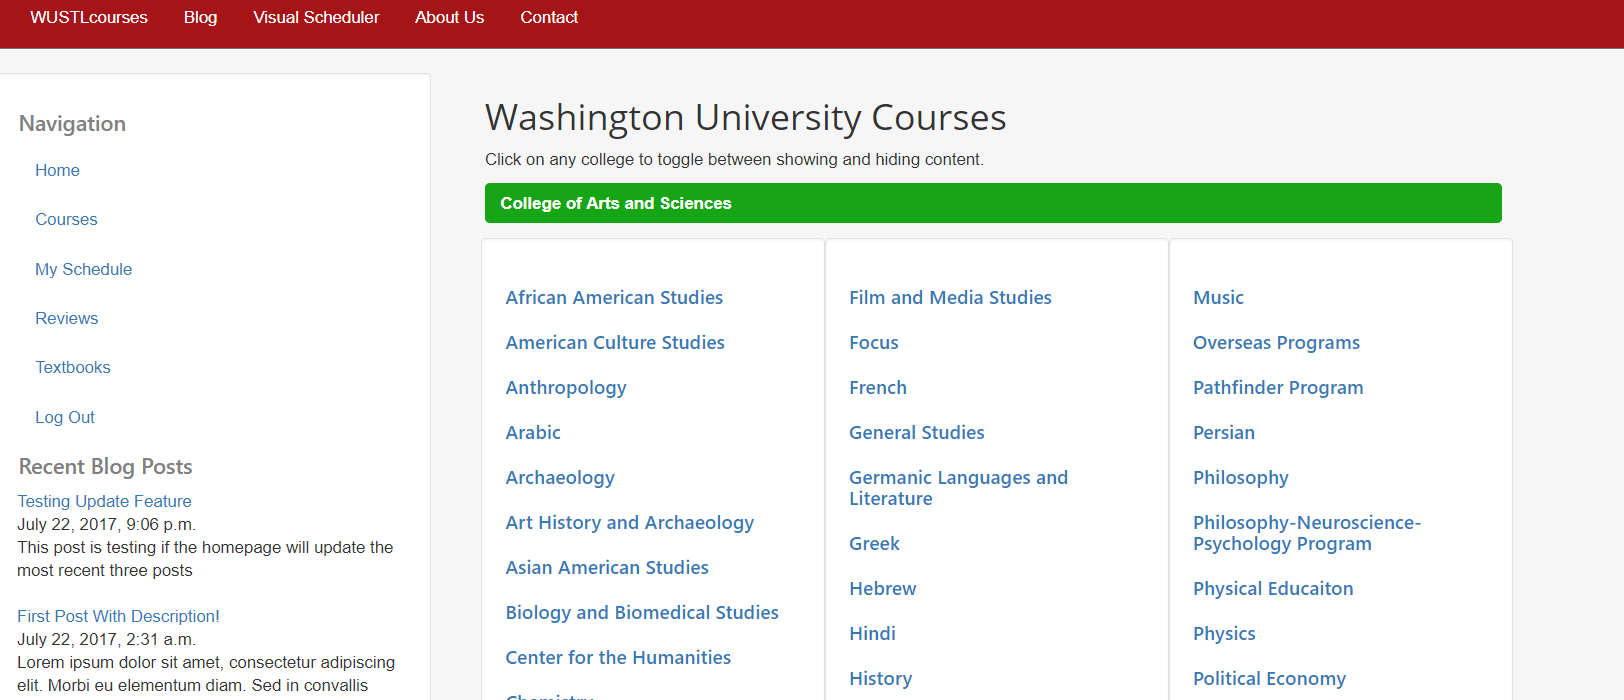 WUSTLcourses Blog Visual Scheduler About Us Contact
Navigation
Home
Courses
My Schedule
Reviews
Textbooks
Log Out
Recent Blog Posts
Testing Update Feature
July 22, 2017, 9:06 p.m.
This post is testing if the homepage will update the
most recent three posts
First Post With Description!
July 22, 2017, 2:31 a.m.
Lorem ipsum dolor sit amet, consectetur adipiscing
elit. Morbi eu elementum diam. Sed in convallis
Washington University Courses
Click on any college to toggle between showing and hiding content.
College of Arts and Sciences
African American Studies
American Culture Studies
Anthropology
Arabic
Archaeology
Art History and Archaeology
Asian American Studies
Biology and Biomedical Studies
Center for the Humanities
Chemistry
Film and Media Studies
Focus
French
General Studies
Germanic Languages and
Literature
Greek
Hebrew
Hindi
History
Music
Overseas Programs
Pathfinder Program
Persian
Philosophy
Philosophy-Neuroscience-
Psychology Program
Physical Educaiton
Physics
Political Economy